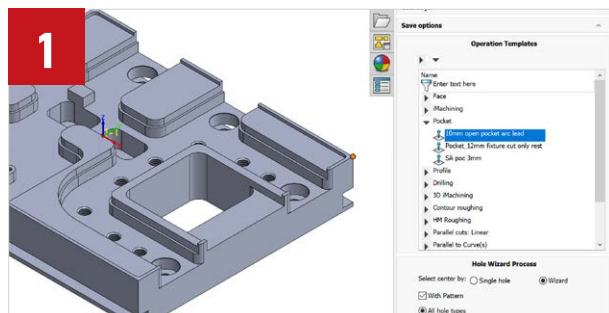 1
Save options
Operation Templates
Name
Enter text here
Face
iMachining
Pocket
10mm open pocket arc lead
Pocket_12mm fixture cut only rest
SA poc 3mm
Profile
Drilling
3D iMachining
Contour roughing
HM Roughing
Parallel cuts: Linear
Parallel to Curve(s)
Hole Wizard Process
Select center by: Single hole Wizard
With Pattern
All hole types